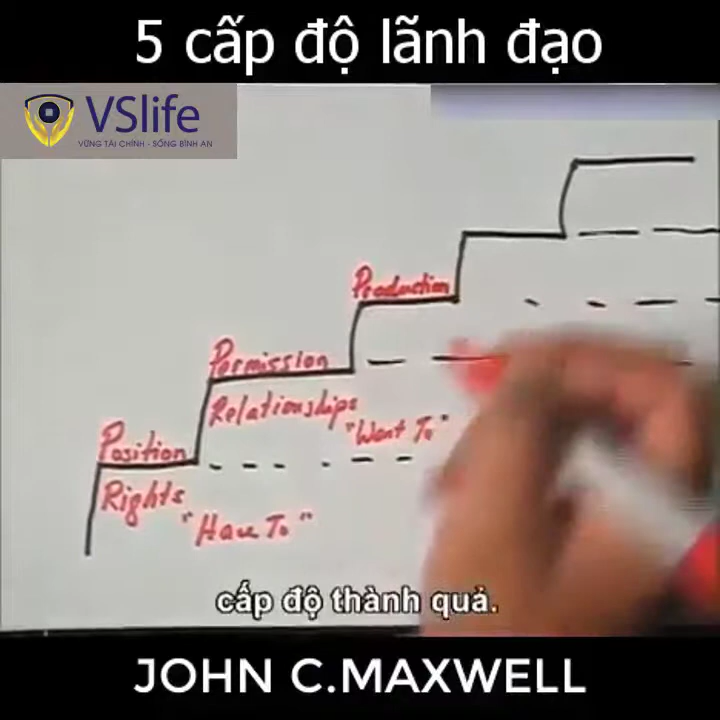 5 cấp độ lãnh đạo
VSlife
VỮNG TÀI CHÍNH - SỐNG BÌNH AN
Production
Permission
Relationships
"Want To"
Position
Rights
"Have To"
cấp độ thành quả.
JOHN C.MAXWELL